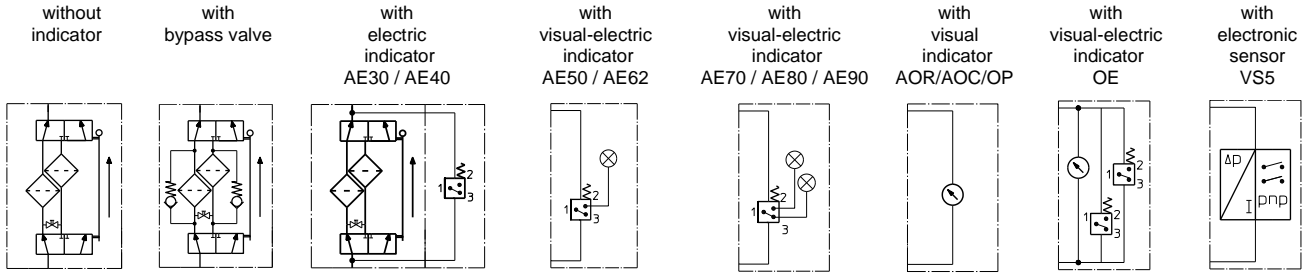 without
indicator
with
bypass valve
with
electric
indicator
AE30 / AE40
with
visual-electric
indicator
AE50 / AE62
with
visual-electric
indicator
AE70 / AE80 / AE90
with
visual
indicator
AOR/AOC/OP
with
visual-electric
indicator
OE
with
electronic
sensor
VS5
1 2
3
1 2
3
1 2
3
1 2
3
1 2
3
Δp
I
pnp